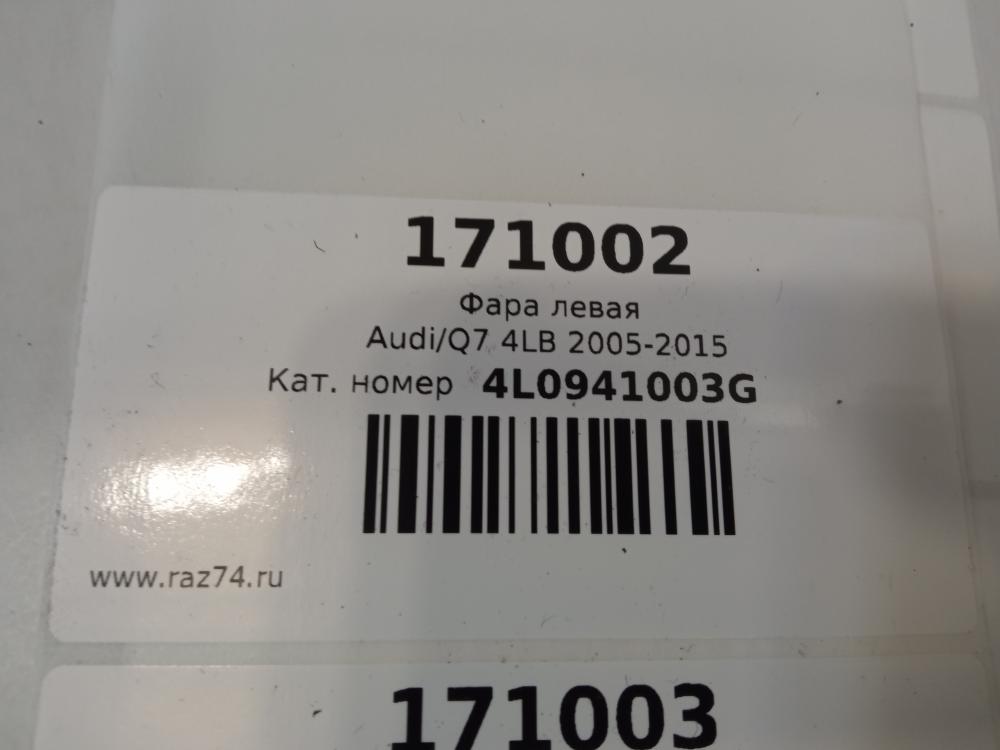 171002
Фара левая
Audi/Q7 4LB 2005-2015
Кат. номер 4L0941003G
www.raz74.ru
171003